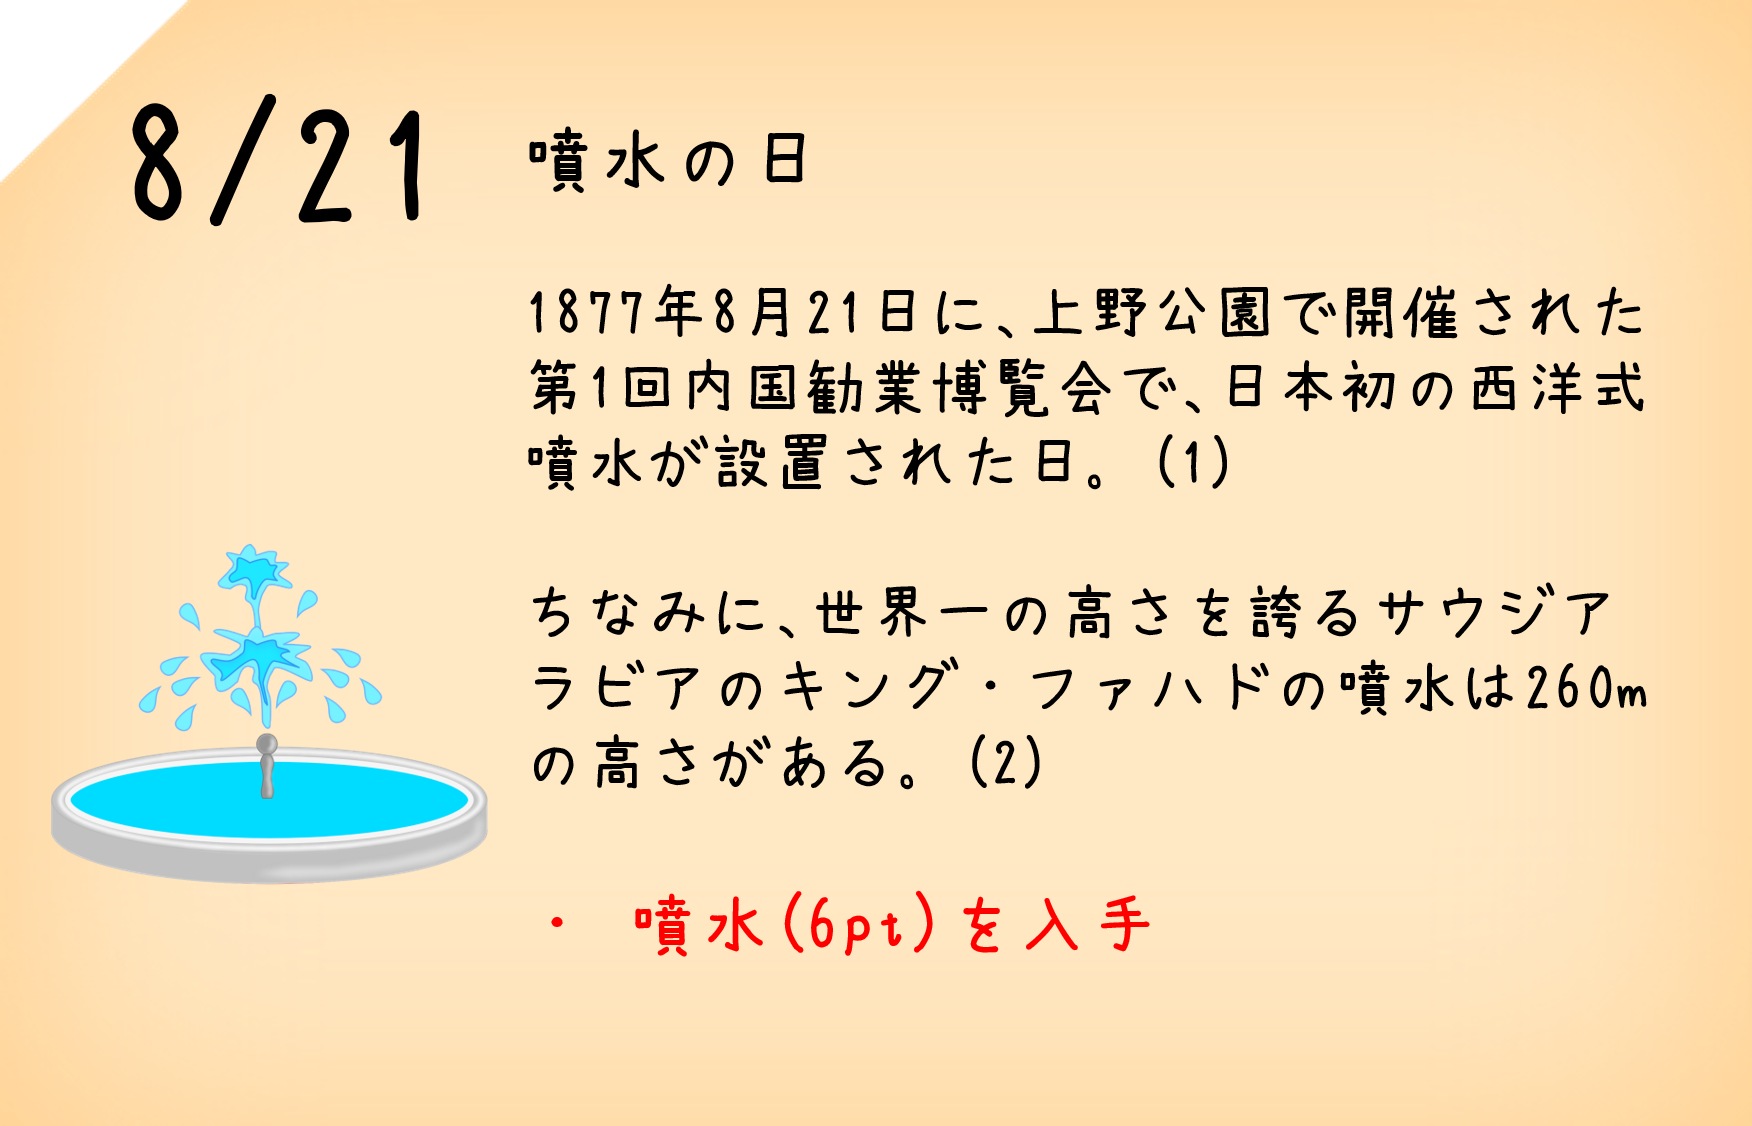 8/21
噴水の日
1877年8月21日に、上野公園で開催された
第1回内国勧業博覧会で、日本初の西洋式
噴水が設置された日。(1)
ちなみに、世界一の高さを誇るサウジア
ラビアのキング・ファハドの噴水は260m
の高さがある。(2)
・ 噴水(6pt)を入手